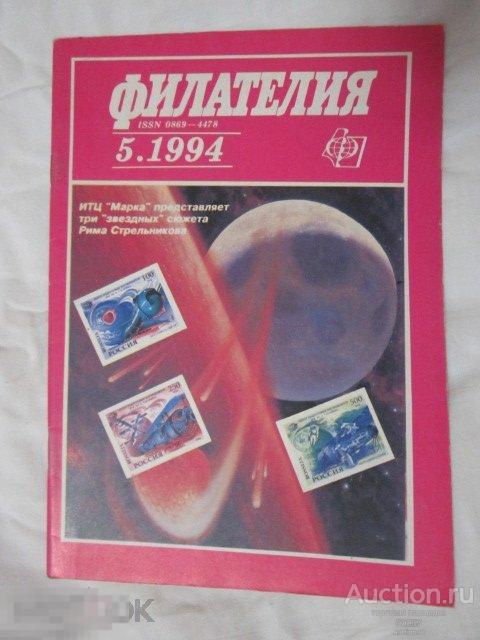 ФИЛАТЕЛИЯ
ISSN 0869-4478
5.1994
ИТЦ "Марка" представляет
три "звездных" сюжета
Рима Стрельникова
100
РОССИЯ
250
РОССИЯ
500
РОССИЯ
Auction.ru